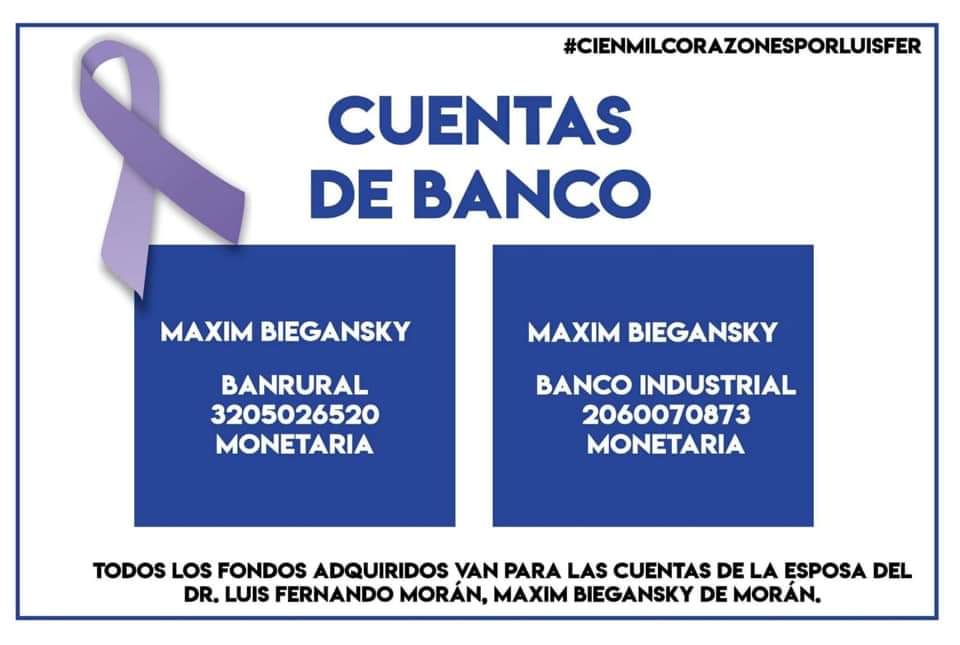 #CIENMILCORAZONESPORLUISFER
CUENTAS
DE BANCO
MAXIM BIEGANSKY
BANRURAL
3205026520
MONETARIA
MAXIM BIEGANSKY
BANCO INDUSTRIAL
2060070873
MONETARIA
TODOS LOS FONDOS ADQUIRIDOS VAN PARA LAS CUENTAS DE LA ESPOSA DEL
DR. LUIS FERNANDO MORÁN, MAXIM BIEGANSKY DE MORÁN.